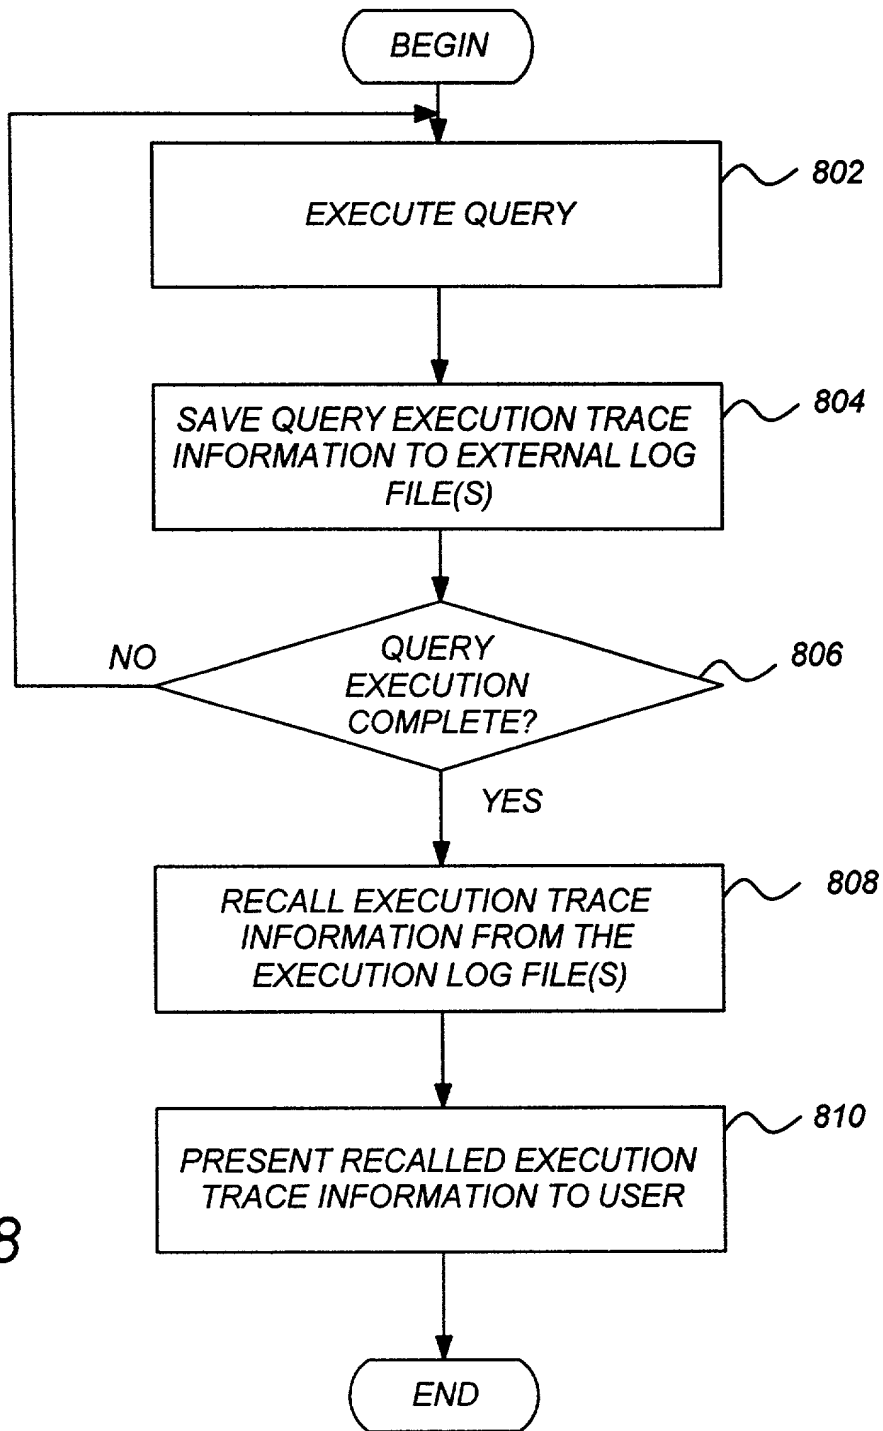 BEGIN
802
EXECUTE QUERY
804
SAVE QUERY EXECUTION TRACE
INFORMATION TO EXTERNAL LOG
FILE(S)
NO
QUERY
EXECUTION
COMPLETE?
806
YES
808
RECALL EXECUTION TRACE
INFORMATION FROM THE
EXECUTION LOG FILE(S)
810
PRESENT RECALLED EXECUTION
TRACE INFORMATION TO USER
8
END